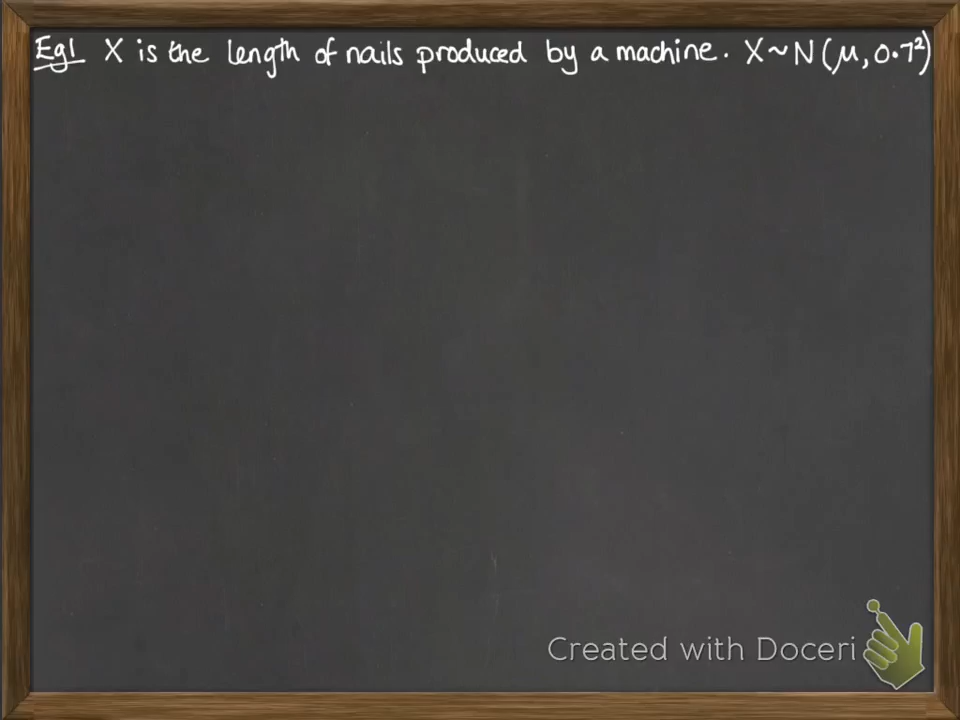 Eg1 X is the length of nails produced by a machine. X~N(μ, 0·7²)
Created with Doceri